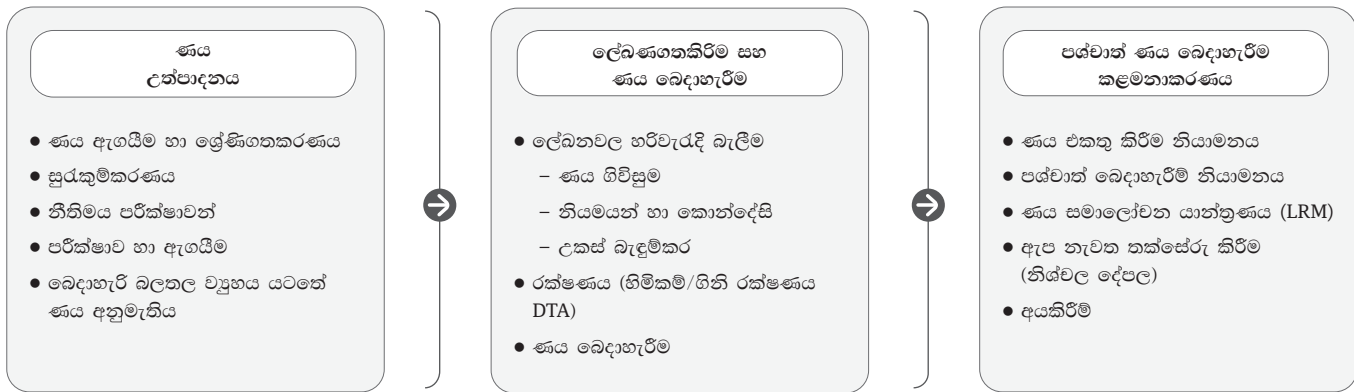 ණය
උත්පාදනය
● ණය ඇගයීම හා ශ්‍රේණිගතකරණය
● සුරැකුම්කරණය
● නීතිමය පරීක්ෂාවන්
● පරීක්ෂාව හා ඇගයීම
● බෙදාහැරි බලතල ව්‍යුහය යටතේ
ණය අනුමැතිය
ලේඛණගතකිරිම සහ
ණය බෙදාහැරීම
● ලේඛනවල හරිවැරැදි බැලීම
– ණය ගිවිසුම
– නියමයන් හා කොන්දේසි
– උකස් බැඳුම්කර
● රක්ෂණය (හිමිකම්/ගිනි රක්ෂණය
DTA)
● ණය බෙදාහැරීම
පශ්චාත් ණය බෙදාහැරීම
කළමනාකරණය
● ණය එකතු කිරීම නියාමනය
● පශ්චාත් බෙදාහැරීම් නියාමනය
● ණය සමාලෝචන යාන්ත්‍රණය (LRM)
● ඇප නැවත තක්සේරු කිරීම
(නිශ්චල දේපල)
● අයකිරීම්